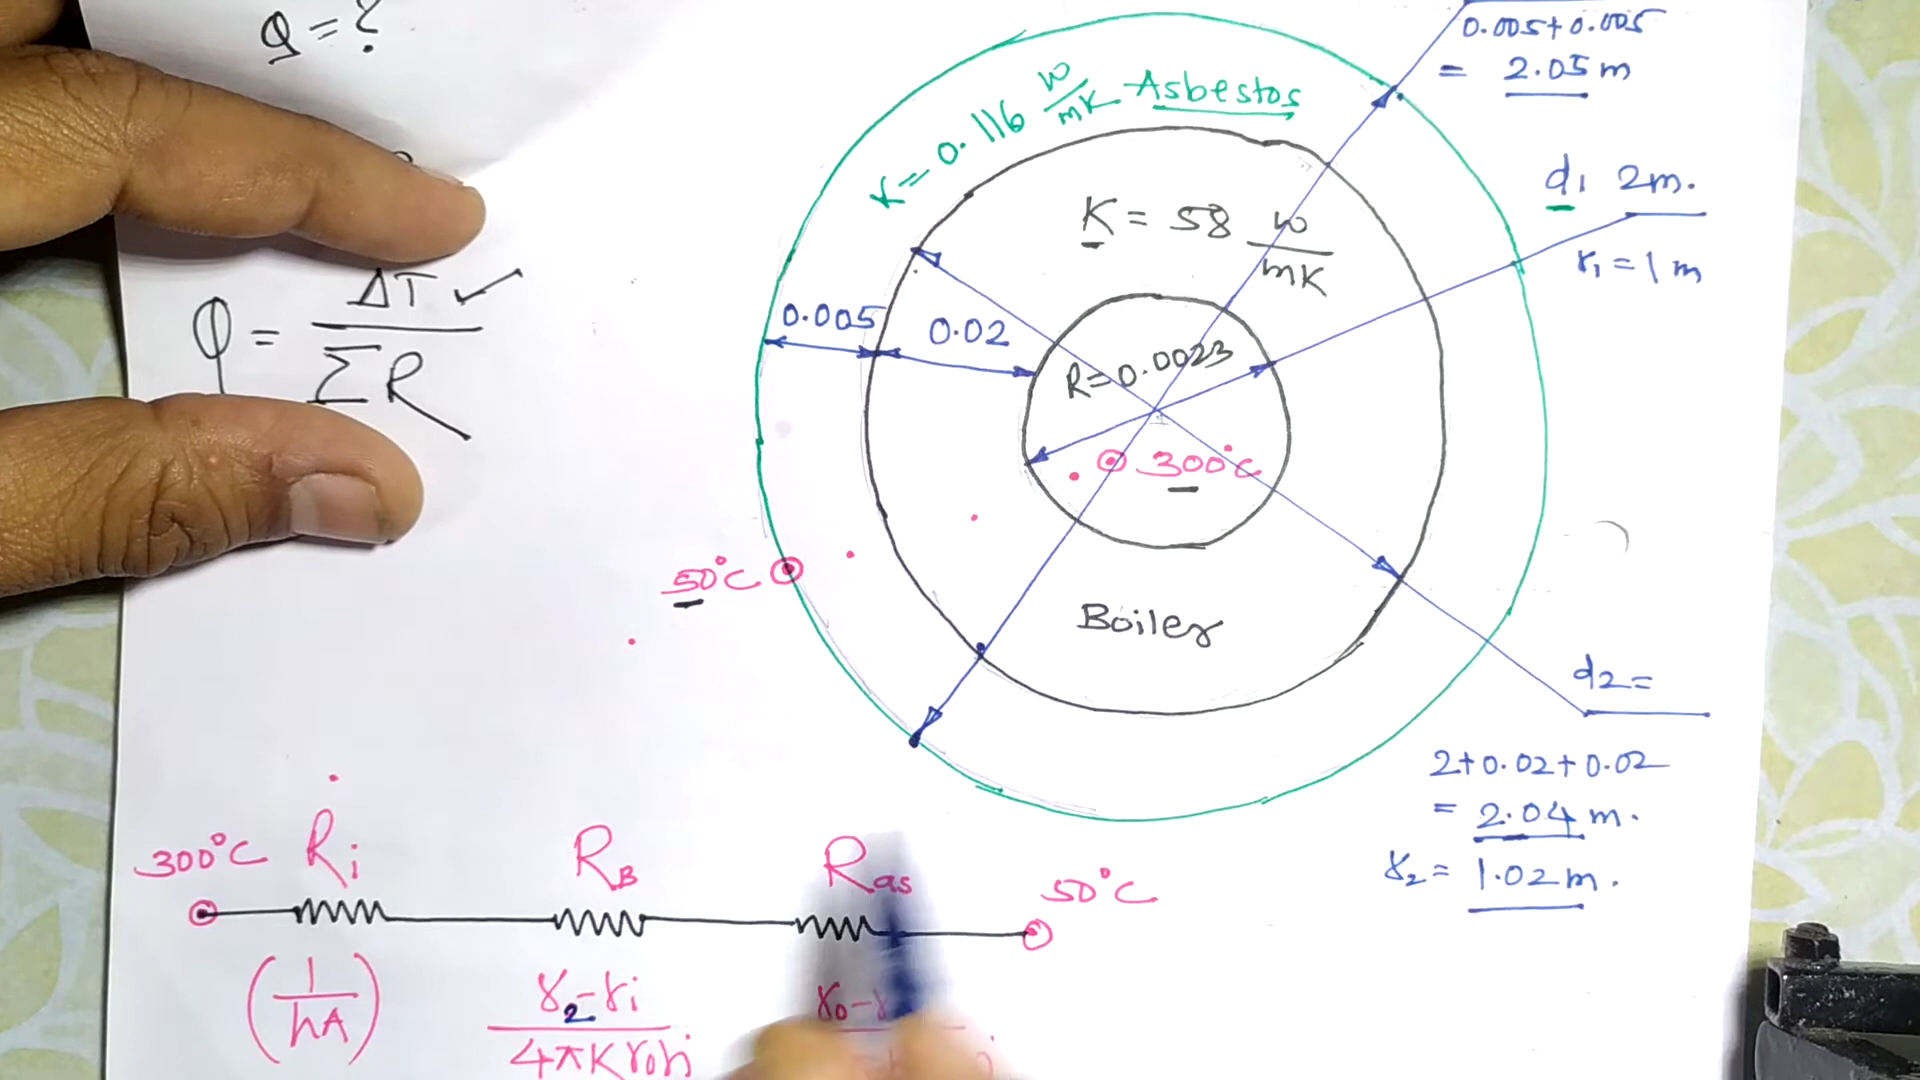 Q = ?
Q = ΔT ✓ / ΣR
0.005+0.005
= 2.05 m
K = 0.116 w/mK Asbestos
d1 2m.
r1 = 1 m
K = 58 w/mK
0.005
0.02
R=0.0023
300°C
50°C
Boiler
d2 =
2+0.02+0.02
= 2.04 m.
r2 = 1.02 m.
300°C Ri RB Ras 50°C
(1/hA)
r2-ri / 4πKrori
r0-r